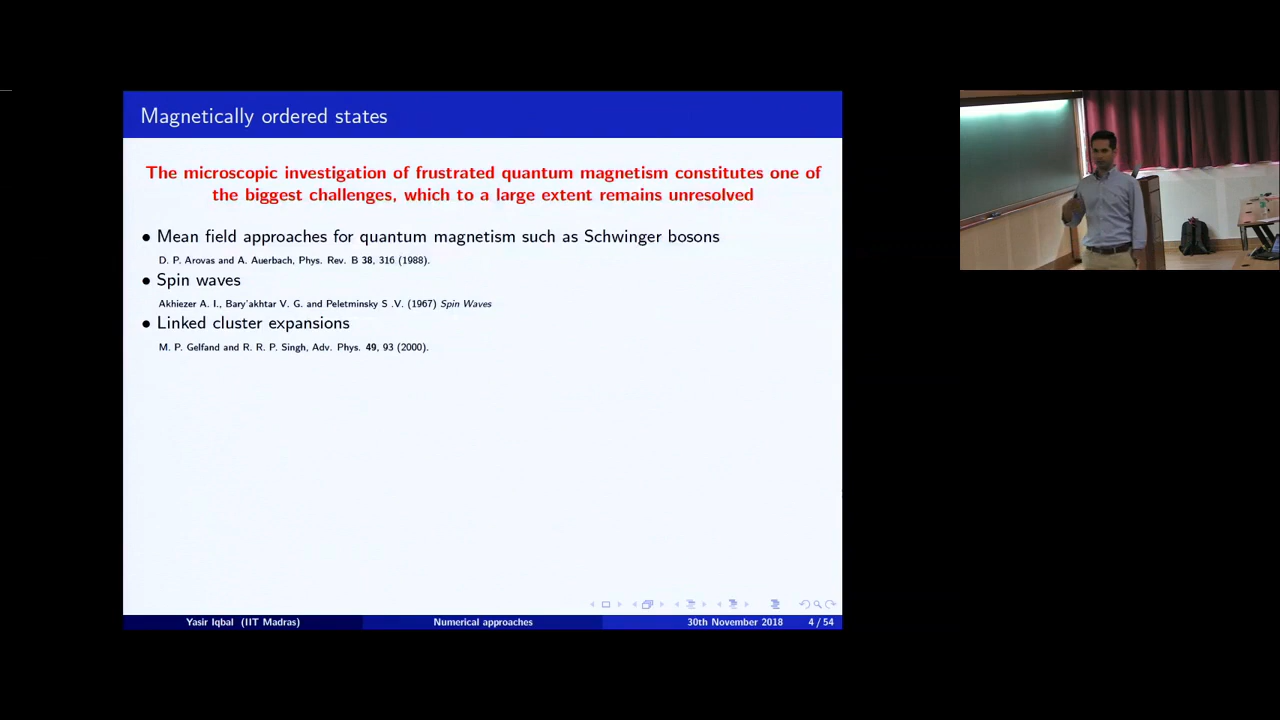 Magnetically ordered states
The microscopic investigation of frustrated quantum magnetism constitutes one of
the biggest challenges, which to a large extent remains unresolved
• Mean field approaches for quantum magnetism such as Schwinger bosons
D. P. Arovas and A. Auerbach, Phys. Rev. B 38, 316 (1988).
• Spin waves
Akhiezer A. I., Bary'akhtar V. G. and Peletminsky S .V. (1967) Spin Waves
• Linked cluster expansions
M. P. Gelfand and R. R. P. Singh, Adv. Phys. 49, 93 (2000).
Yasir Iqbal (IIT Madras) Numerical approaches 30th November 2018 4 / 54